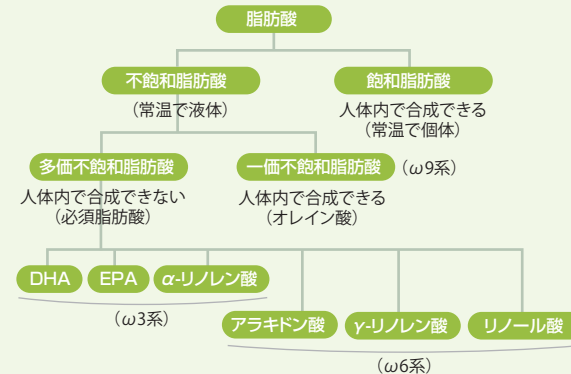 脂肪酸
不飽和脂肪酸
飽和脂肪酸
(常温で液体)
人体内で合成できる
(常温で個体)
多価不飽和脂肪酸
一価不飽和脂肪酸 (ω9系)
人体内で合成できない
(必須脂肪酸)
人体内で合成できる
(オレイン酸)
DHA
EPA
α-リノレン酸
(ω3系)
アラキドン酸
γ-リノレン酸
リノール酸
(ω6系)